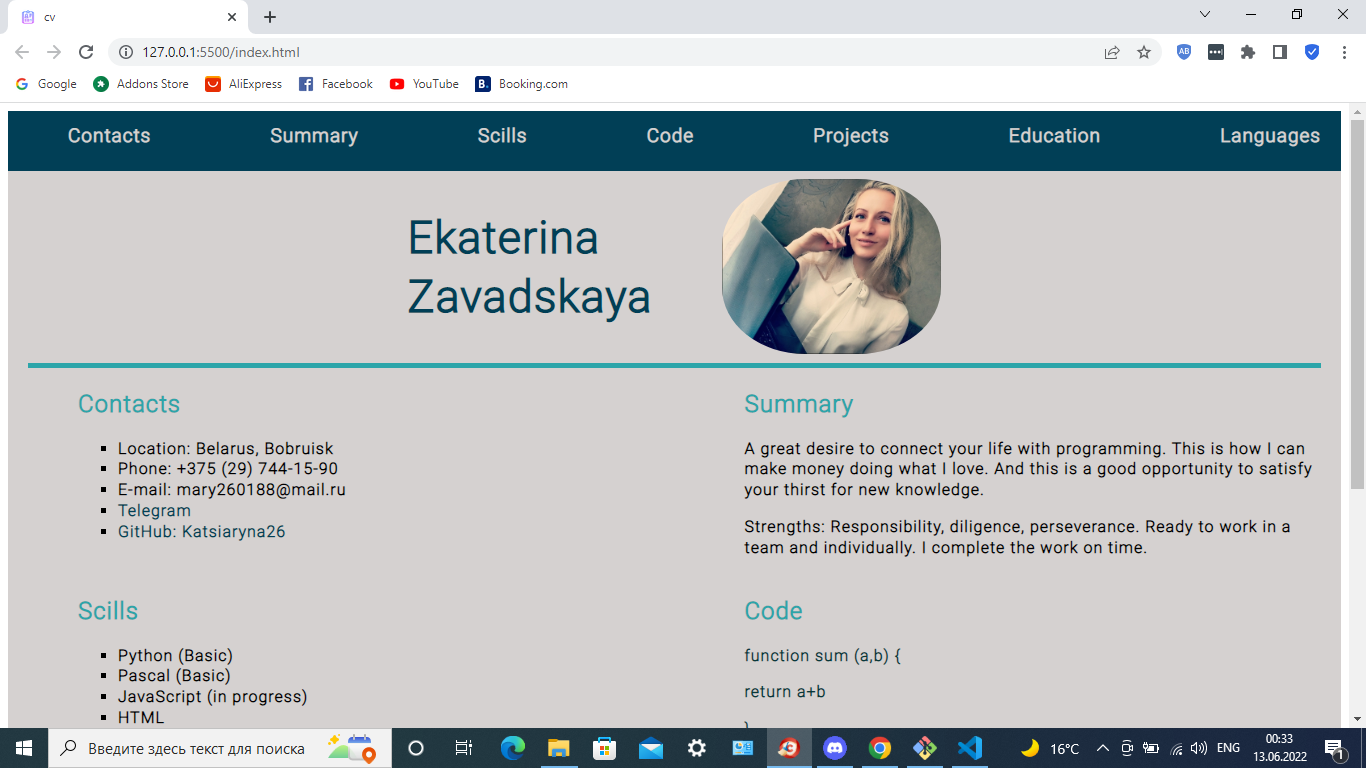 cv
127.0.0.1:5500/index.html
Google Addons Store AliExpress Facebook YouTube B. Booking.com
Contacts Summary Scills Code Projects Education Languages
Ekaterina
Zavadskaya
Contacts
Location: Belarus, Bobruisk
Phone: +375 (29) 744-15-90
E-mail: mary260188@mail.ru
Telegram
GitHub: Katsiaryna26
Summary
A great desire to connect your life with programming. This is how I can
make money doing what I love. And this is a good opportunity to satisfy
your thirst for new knowledge.
Strengths: Responsibility, diligence, perseverance. Ready to work in a
team and individually. I complete the work on time.
Scills
Python (Basic)
Pascal (Basic)
JavaScript (in progress)
HTML
Code
function sum (a,b) {
return a+b
}
Введите здесь текст для поиска
16°C
ENG
00:33
13.06.2022
1